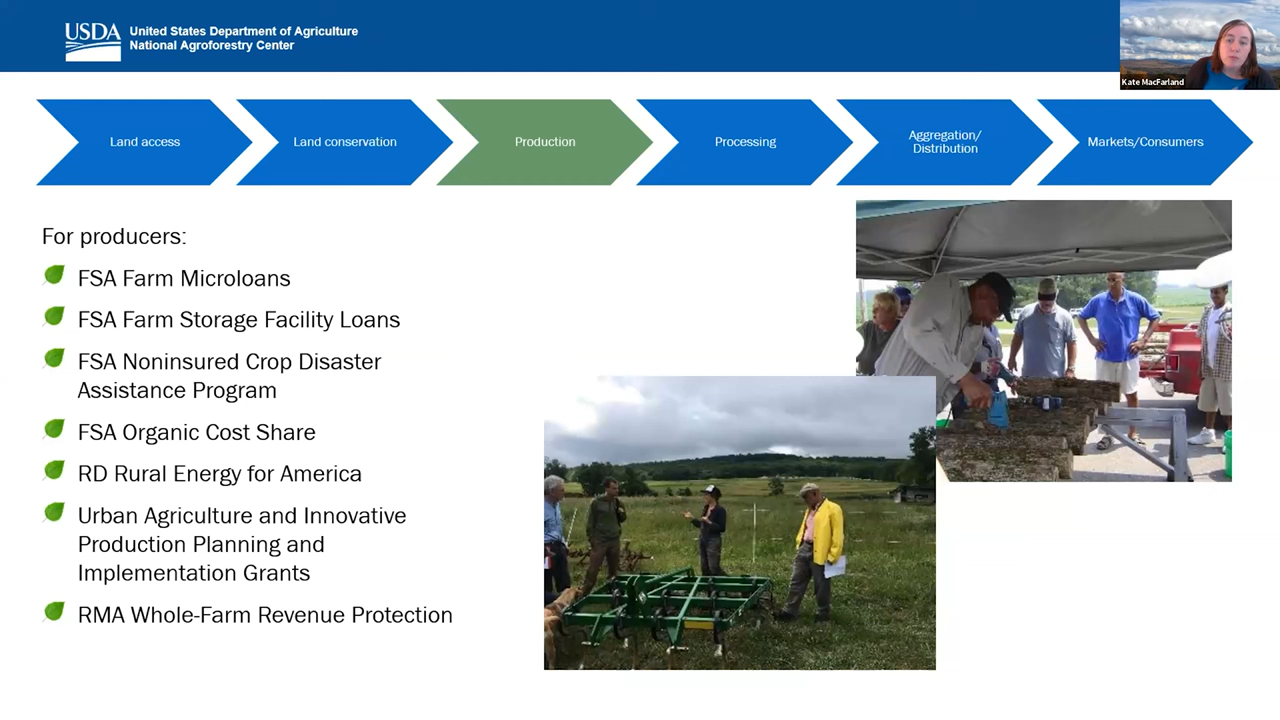 USDA
United States Department of Agriculture
National Agroforestry Center
Kate MacFarland
Land access
Land conservation
Production
Processing
Aggregation/
Distribution
Markets/Consumers
For producers:
FSA Farm Microloans
FSA Farm Storage Facility Loans
FSA Noninsured Crop Disaster
Assistance Program
FSA Organic Cost Share
RD Rural Energy for America
Urban Agriculture and Innovative
Production Planning and
Implementation Grants
RMA Whole-Farm Revenue Protection